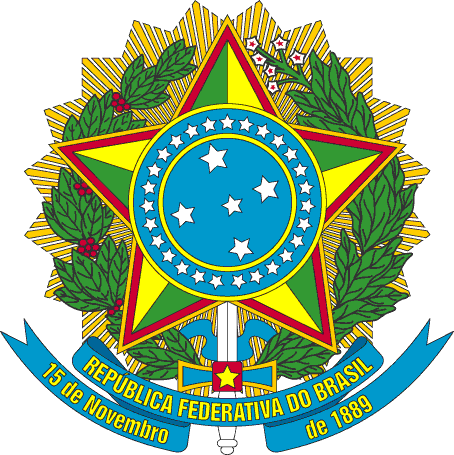 REPUBLICA FEDERATIVA DO BRASIL
15 de Novembro
de 1889